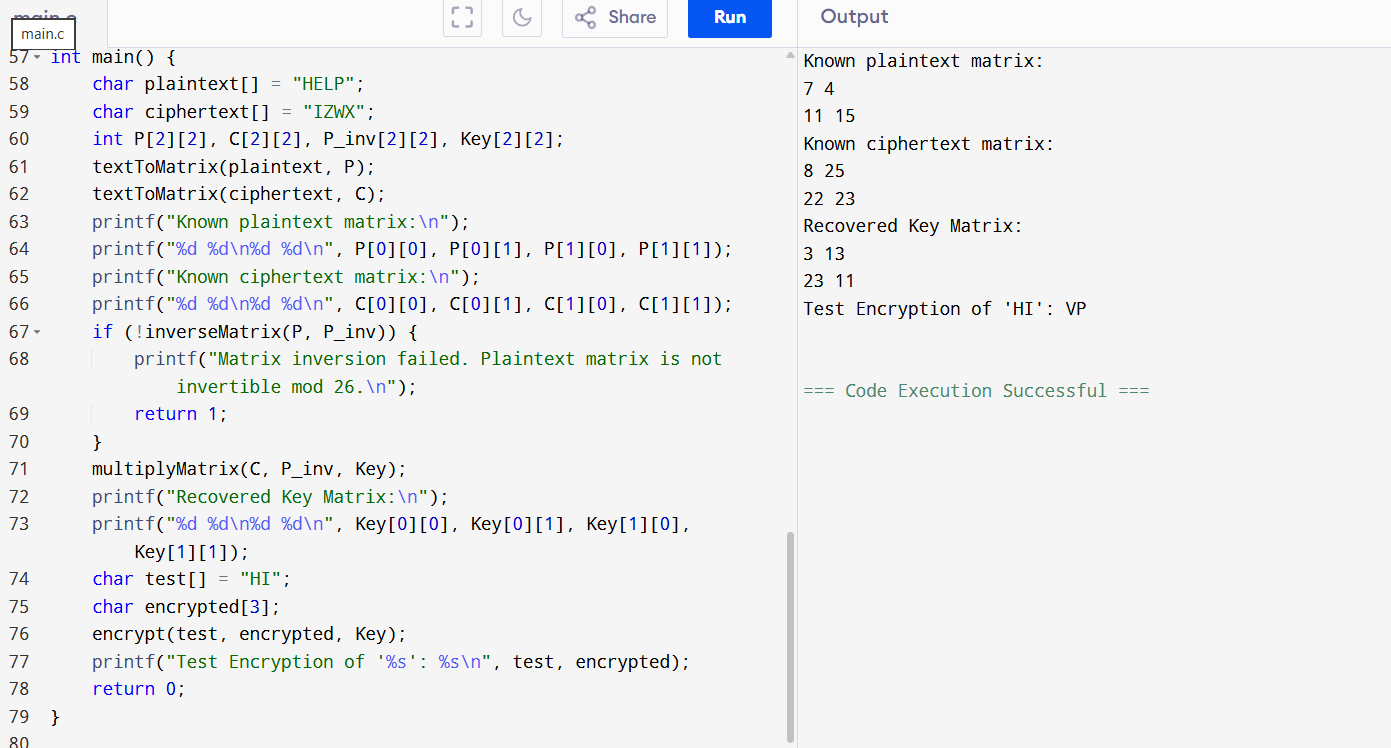 main.c
main.c
Share
Run
Output
57 int main() {
58 char plaintext[] = "HELP";
59 char ciphertext[] = "IZWX";
60 int P[2][2], C[2][2], P_inv[2][2], Key[2][2];
61 textToMatrix(plaintext, P);
62 textToMatrix(ciphertext, C);
63 printf("Known plaintext matrix:\n");
64 printf("%d %d\n%d %d\n", P[0][0], P[0][1], P[1][0], P[1][1]);
65 printf("Known ciphertext matrix:\n");
66 printf("%d %d\n%d %d\n", C[0][0], C[0][1], C[1][0], C[1][1]);
67 if (!inverseMatrix(P, P_inv)) {
68 printf("Matrix inversion failed. Plaintext matrix is not
invertible mod 26.\n");
69 return 1;
70 }
71 multiplyMatrix(C, P_inv, Key);
72 printf("Recovered Key Matrix:\n");
73 printf("%d %d\n%d %d\n", Key[0][0], Key[0][1], Key[1][0],
Key[1][1]);
74 char test[] = "HI";
75 char encrypted[3];
76 encrypt(test, encrypted, Key);
77 printf("Test Encryption of '%s': %s\n", test, encrypted);
78 return 0;
79 }
80
Known plaintext matrix:
7 4
11 15
Known ciphertext matrix:
8 25
22 23
Recovered Key Matrix:
3 13
23 11
Test Encryption of 'HI': VP
=== Code Execution Successful ===